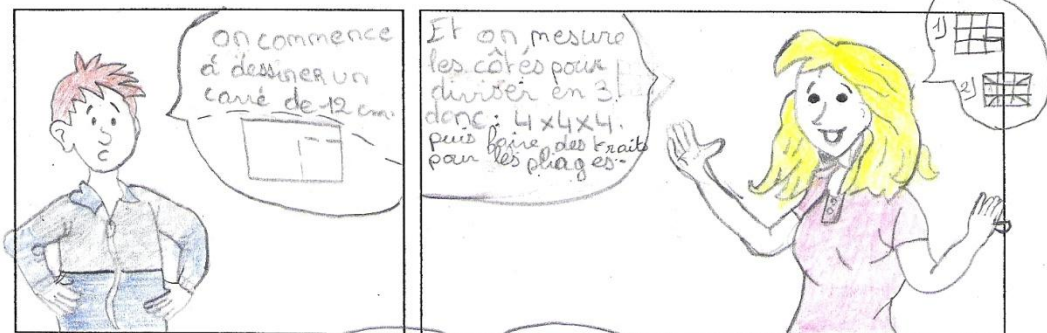 on commence
à dessiner un
carré de 12 cm.
Et on mesure
les côtés pour
diviser en 3.
donc : 4x4x4.
puis faire des traits
pour les pliages.
1)
2)